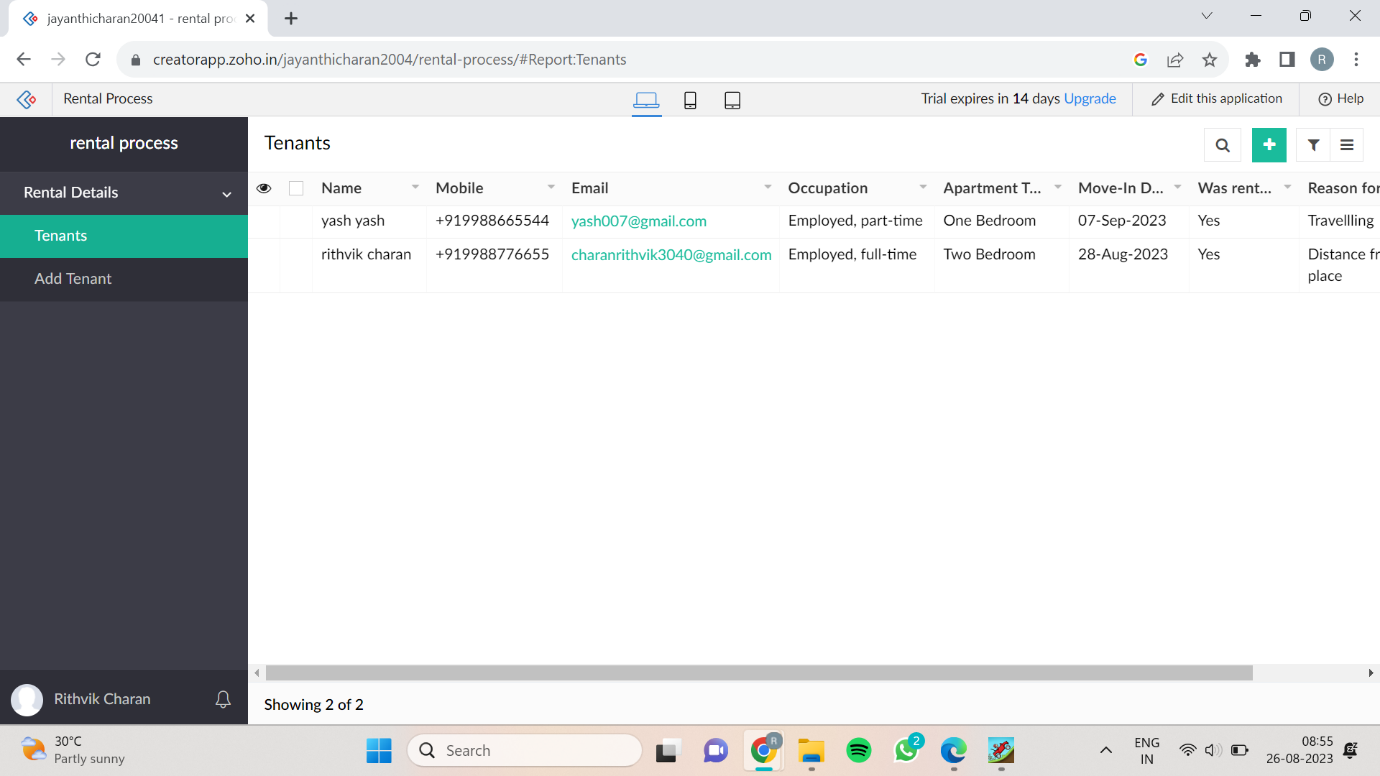 jayanthicharan20041 - rental pro
creatorapp.zoho.in/jayanthicharan2004/rental-process/#Report:Tenants
G
R
Rental Process
Trial expires in 14 days Upgrade
Edit this application
Help
rental process
Rental Details
Tenants
Add Tenant
Tenants
Name Mobile Email Occupation Apartment T... Move-In D... Was rent... Reason for
yash yash +919988665544 yash007@gmail.com Employed, part-time One Bedroom 07-Sep-2023 Yes Travellling
rithvik charan +919988776655 charanrithvik3040@gmail.com Employed, full-time Two Bedroom 28-Aug-2023 Yes Distance fr
place
Rithvik Charan
Showing 2 of 2
30°C
Partly sunny
Search
R
2
ENG
IN
08:55
26-08-2023